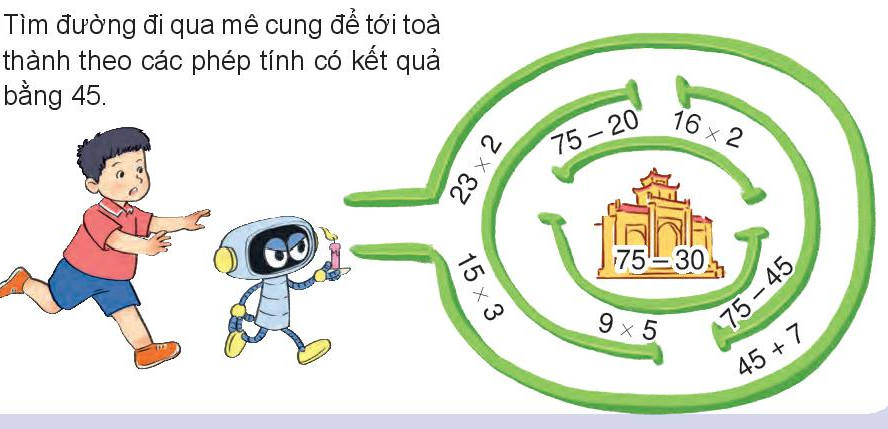 Tìm đường đi qua mê cung để tới toà
thành theo các phép tính có kết quả
bằng 45.
75 – 20
16 × 2
23 × 2
75 – 30
15 × 3
9 × 5
75 – 45
45 + 7